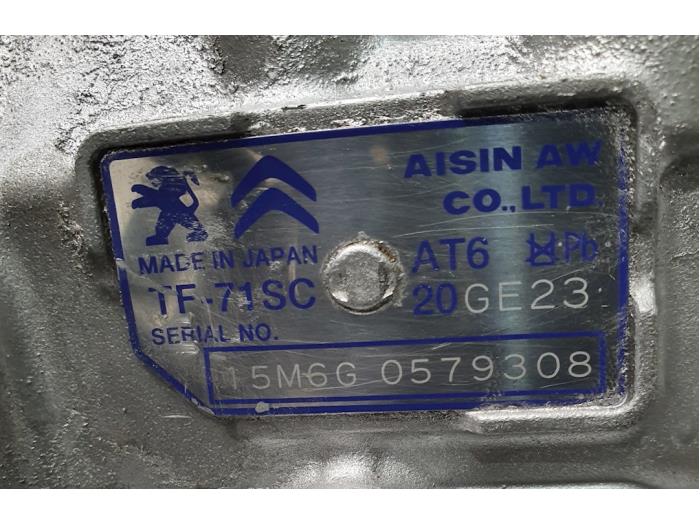 AISIN AW
CO.,LTD.
MADE IN JAPAN
AT6 Pb
TF-71SC
20GE23
SERIAL NO.
15M6G 0579308